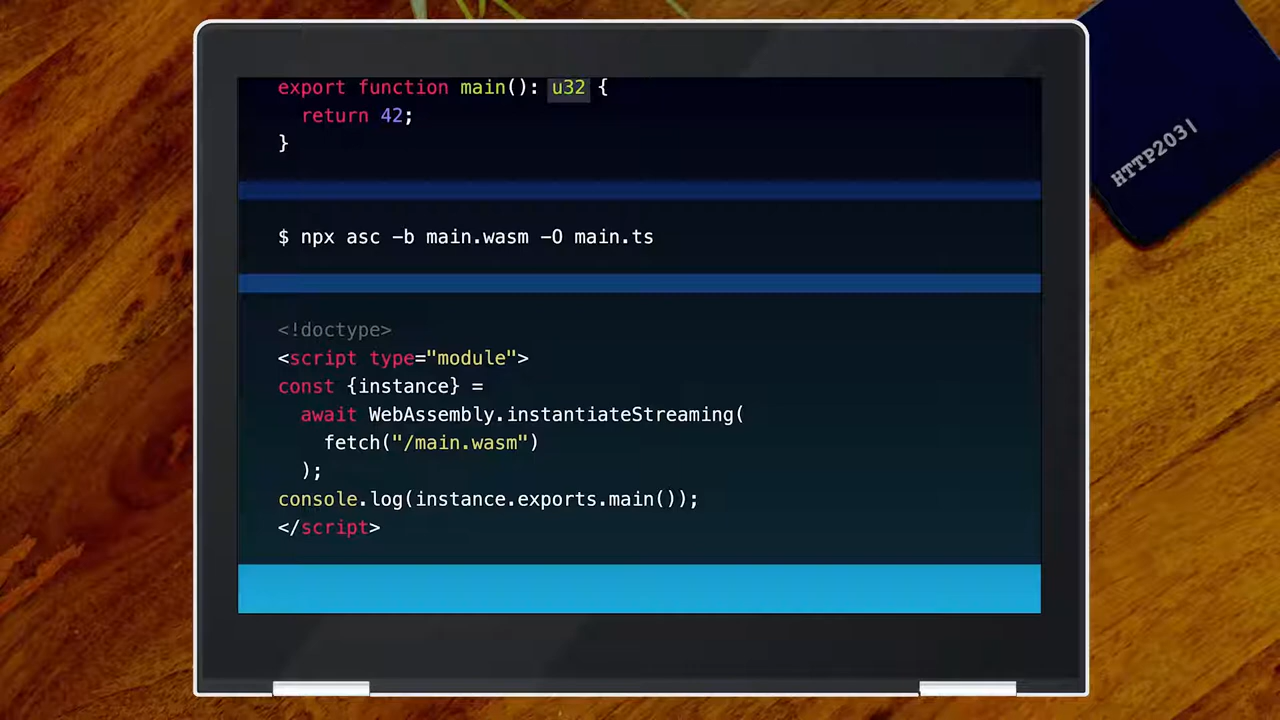 export function main(): u32 {
  return 42;
}
$ npx asc -b main.wasm -O main.ts
<!doctype>
<script type="module">
const {instance} =
  await WebAssembly.instantiateStreaming(
    fetch("/main.wasm")
  );
console.log(instance.exports.main());
</script>
HTTP203|